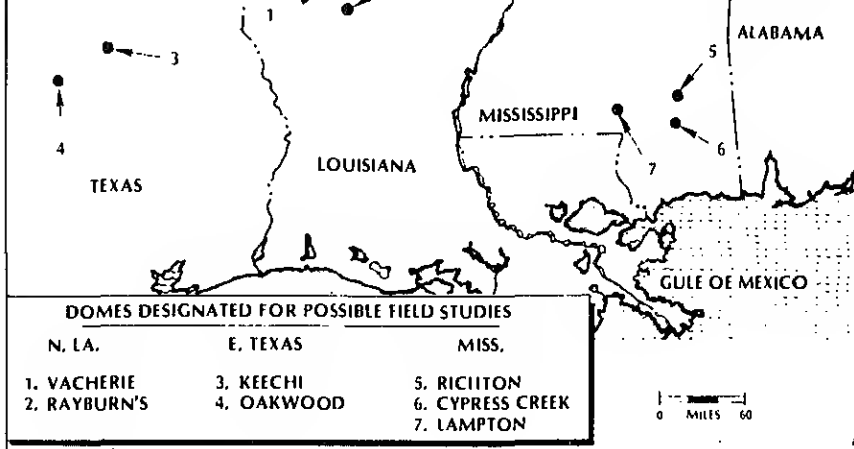 1
ALABAMA
3
5
MISSISSIPPI
6
4
7
LOUISIANA
TEXAS
GULF OF MEXICO
DOMES DESIGNATED FOR POSSIBLE FIELD STUDIES
N. LA. E. TEXAS MISS.
1. VACHERIE 3. KEECHI 5. RICHTON
2. RAYBURN'S 4. OAKWOOD 6. CYPRESS CREEK
7. LAMPTON
0 MILES 60